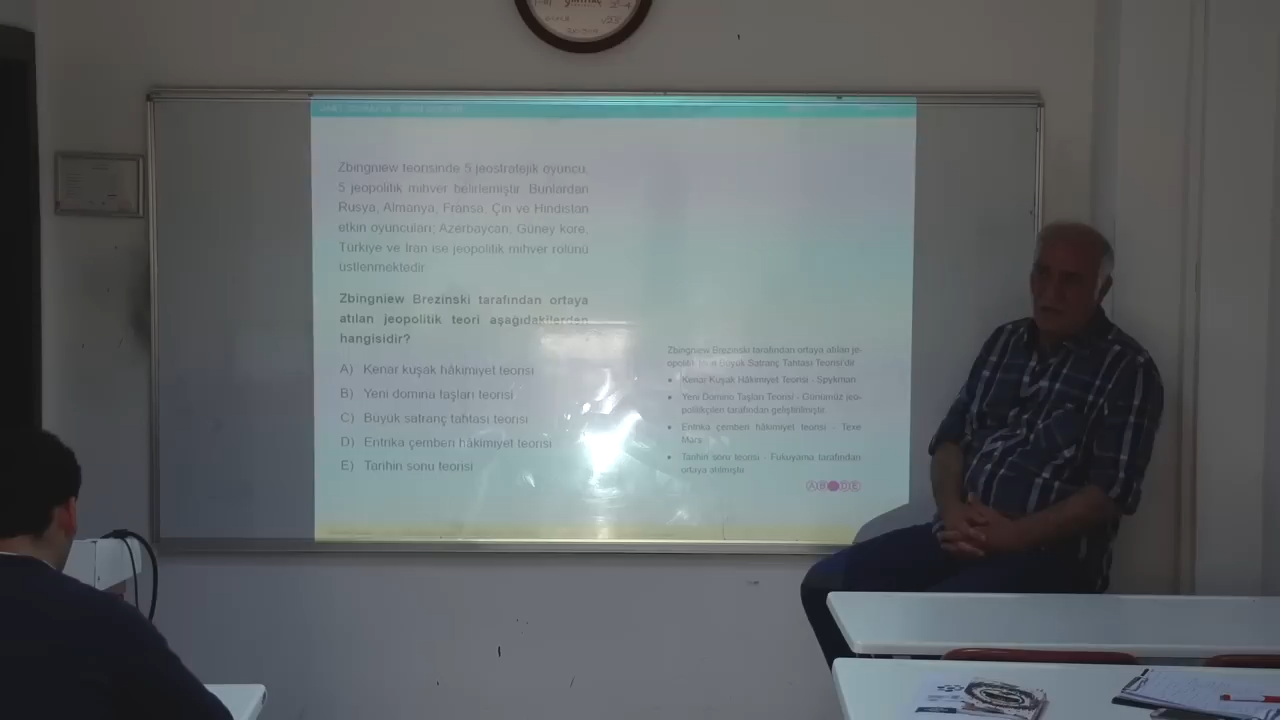 Zbingniew teorisinde 5 jeostratejik oyuncu,
5 jeopolitik mihver belirlemiştir. Bunlardan
Rusya, Almanya, Fransa, Çin ve Hindistan
etkin oyuncuları; Azerbaycan, Güney kore,
Türkiye ve İran ise jeopolitik mihver rolünü
üstlenmektedir.
Zbingniew Brezinski tarafından ortaya
atılan jeopolitik teori aşağıdakilerden
hangisidir?
A) Kenar kuşak hâkimiyet teorisi
B) Yeni domina taşları teorisi
C) Büyük satranç tahtası teorisi
D) Entrika çemberi hâkimiyet teorisi
E) Tarihin sonu teorisi
Zbingniew Brezinski tarafından ortaya atılan je-
opolitik Büyük Satranç Tahtası Teorisi'dir.
• Kenar Kuşak Hâkimiyet Teorisi - Spykman
• Yeni Domino Taşları Teorisi - Günümüz jeo-
politikçileri tarafından geliştirilmiştir.
• Entrika çemberi hâkimiyet teorisi - Texe
Mars
• Tarihin sonu teorisi - Fukuyama tarafından
ortaya atılmıştır.
A B D E